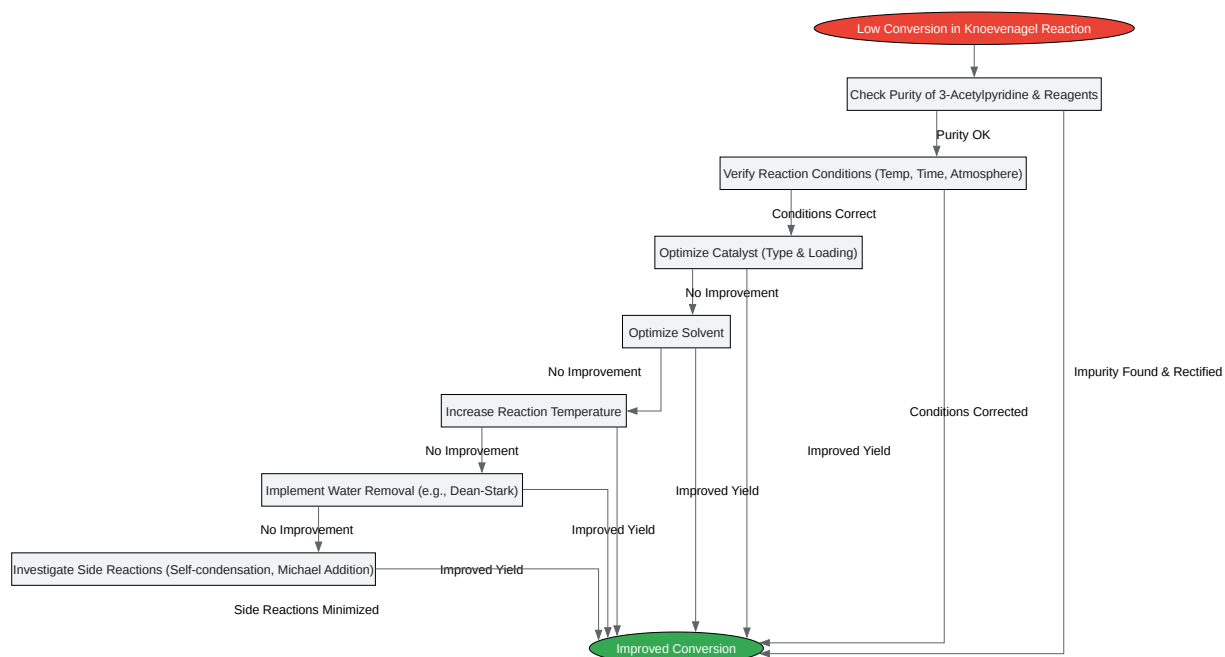 Low Conversion in Knoevenagel Reaction
Check Purity of 3-Acetylpyridine & Reagents
Purity OK
Verify Reaction Conditions (Temp, Time, Atmosphere)
Conditions Correct
Optimize Catalyst (Type & Loading)
No Improvement
Optimize Solvent
No Improvement
Impurity Found & Rectified
Increase Reaction Temperature
Conditions Corrected
No Improvement
Improved Yield
Implement Water Removal (e.g., Dean-Stark)
Improved Yield
No Improvement
Improved Yield
Investigate Side Reactions (Self-condensation, Michael Addition)
Improved Yield
Side Reactions Minimized
Improved Conversion